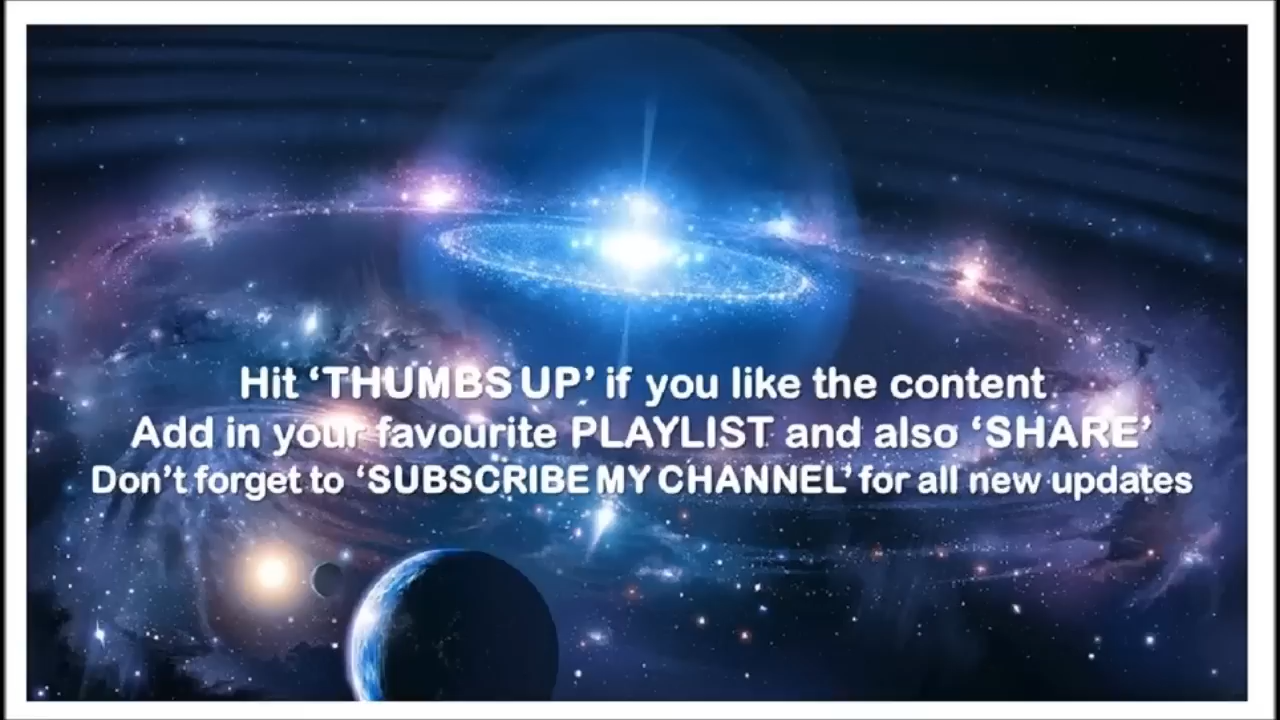 Hit ‘THUMBS UP’ if you like the content
Add in your favourite PLAYLIST and also ‘SHARE’
Don’t forget to ‘SUBSCRIBE MY CHANNEL’ for all new updates